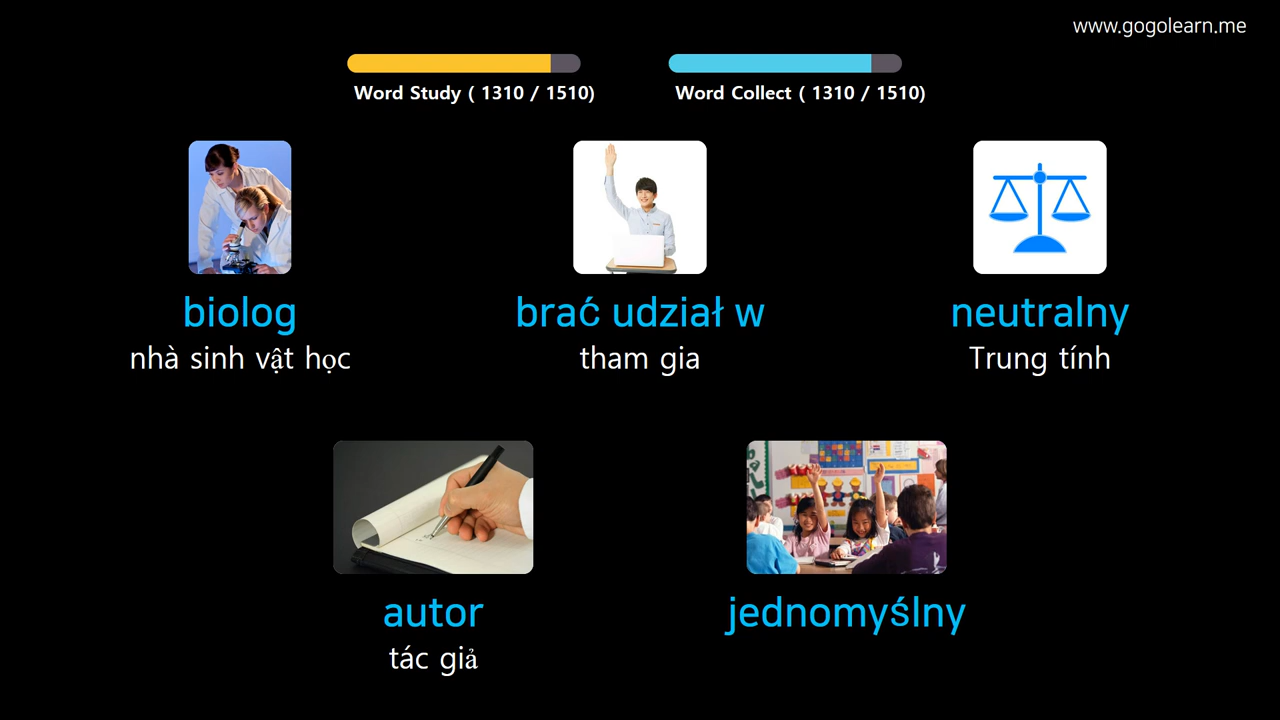 www.gogolearn.me
Word Study ( 1310 / 1510)
Word Collect ( 1310 / 1510)
biolog
nhà sinh vật học
brać udział w
tham gia
neutralny
Trung tính
autor
tác giả
jednomyślny